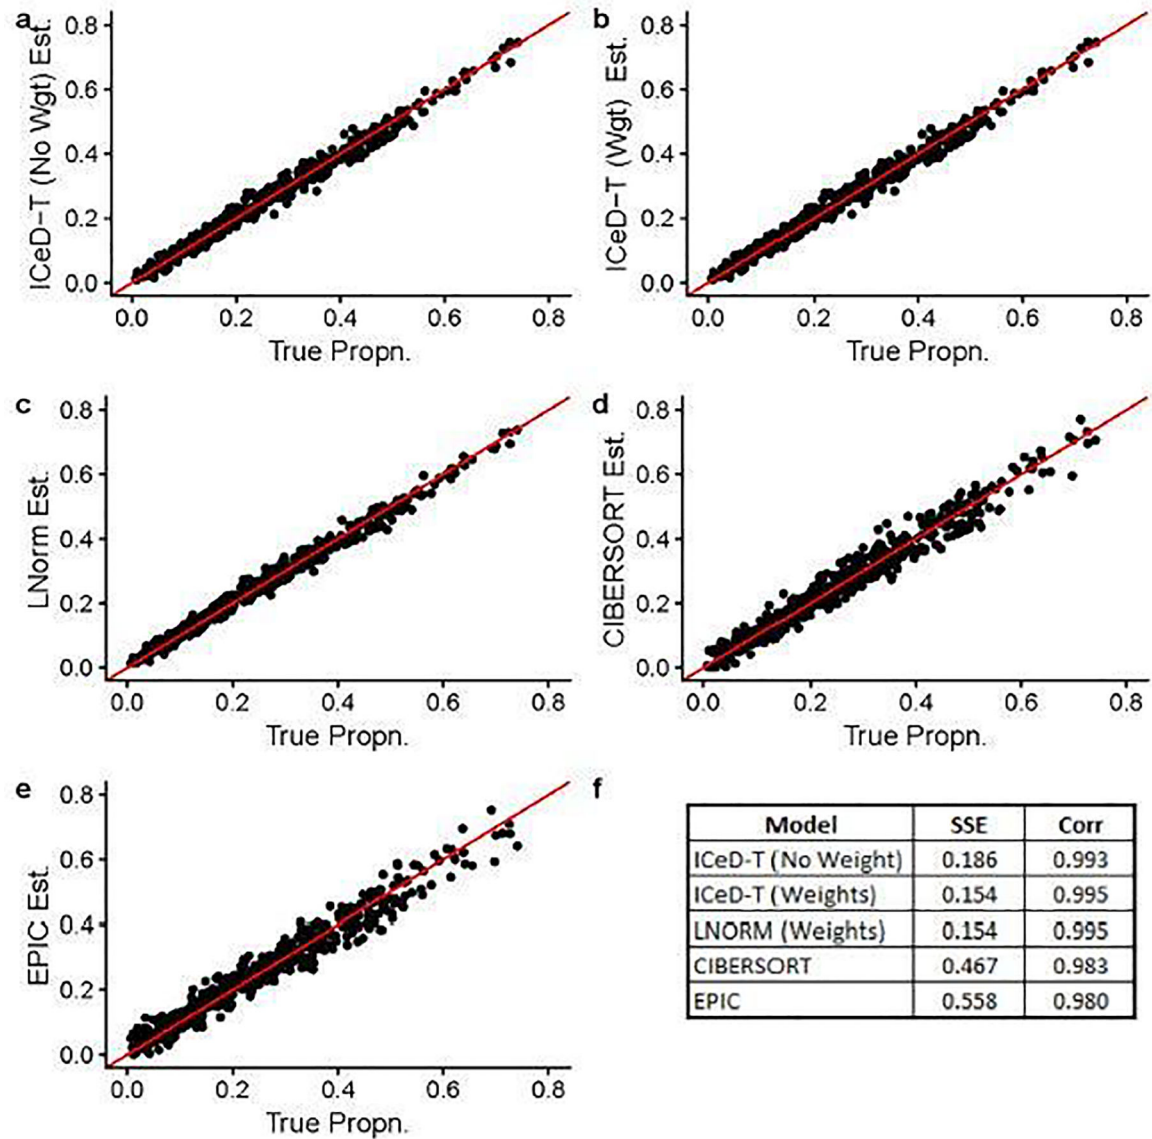 a
ICeD−T (No Wgt) Est.
0.8
0.6
0.4
0.2
0.0
0.0 0.2 0.4 0.6 0.8
True Propn.
b
ICeD−T (Wgt) Est.
0.8
0.6
0.4
0.2
0.0
0.0 0.2 0.4 0.6 0.8
True Propn.
c
LNorm Est.
0.8
0.6
0.4
0.2
0.0
0.0 0.2 0.4 0.6 0.8
True Propn.
d
CIBERSORT Est.
0.8
0.6
0.4
0.2
0.0
0.0 0.2 0.4 0.6 0.8
True Propn.
e
EPIC Est.
0.8
0.6
0.4
0.2
0.0
0.0 0.2 0.4 0.6 0.8
True Propn.
f
Model SSE Corr
ICeD-T (No Weight) 0.186 0.993
ICeD-T (Weights) 0.154 0.995
LNORM (Weights) 0.154 0.995
CIBERSORT 0.467 0.983
EPIC 0.558 0.980